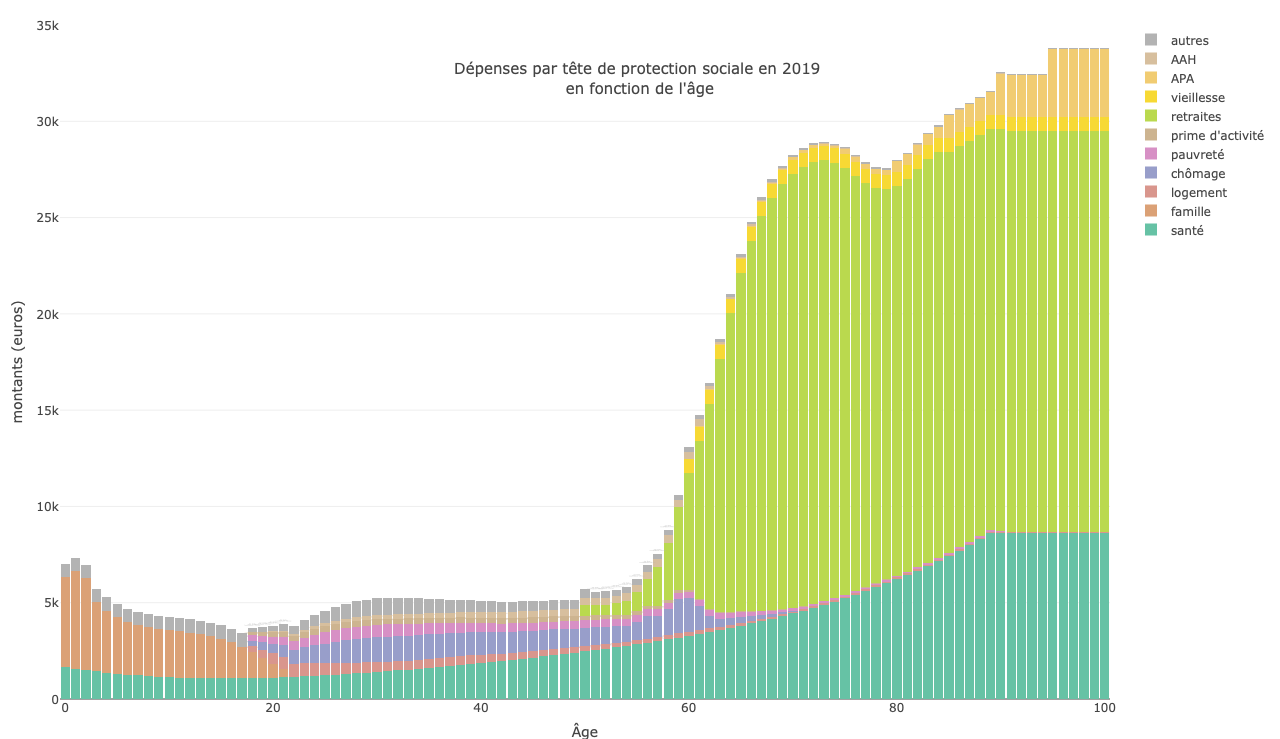 Dépenses par tête de protection sociale en 2019
en fonction de l'âge
35k
30k
25k
20k
15k
10k
5k
0
montants (euros)
0
20
40
60
80
100
Âge
autres
AAH
APA
vieillesse
retraites
prime d'activité
pauvreté
chômage
logement
famille
santé